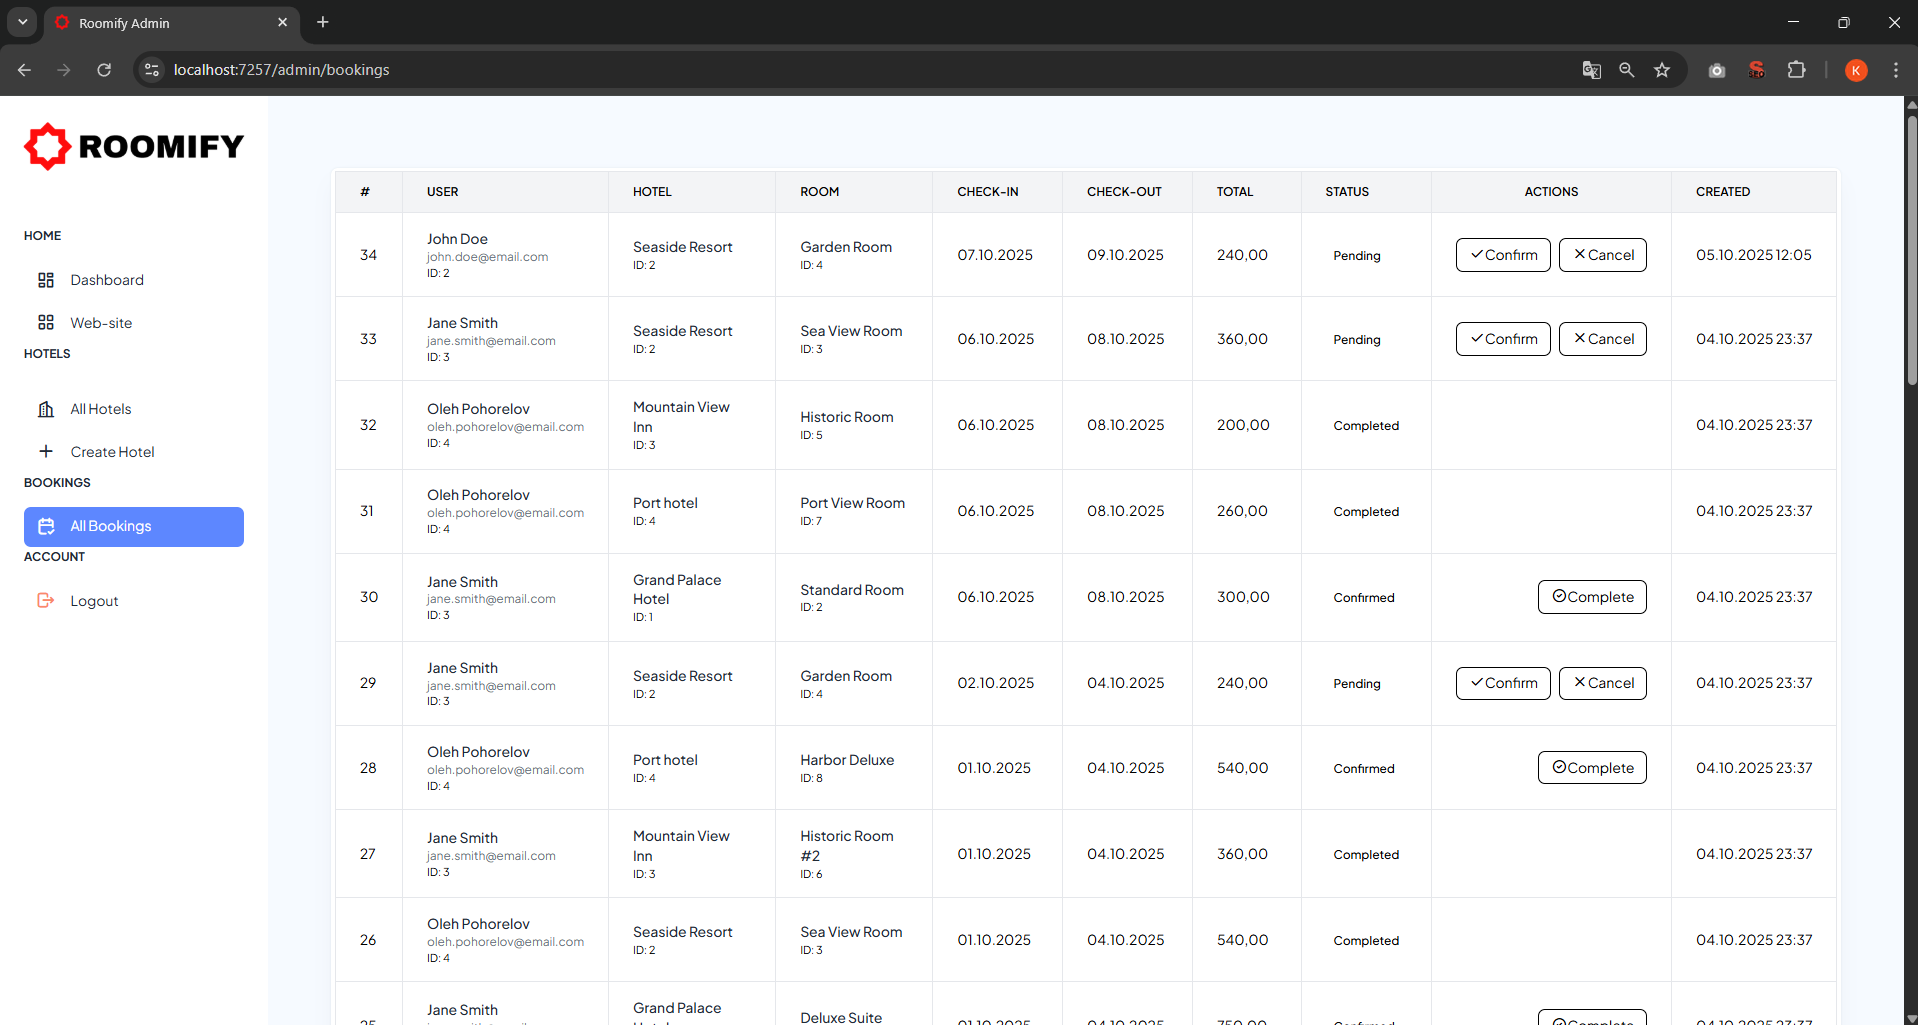 Roomify Admin
localhost:7257/admin/bookings
K
ROOMIFY
HOME
Dashboard
Web-site
HOTELS
All Hotels
Create Hotel
BOOKINGS
All Bookings
ACCOUNT
Logout
# USER HOTEL ROOM CHECK-IN CHECK-OUT TOTAL STATUS ACTIONS CREATED
34 John Doe Seaside Resort Garden Room 07.10.2025 09.10.2025 240,00 Pending Confirm Cancel 05.10.2025 12:05
john.doe@email.com
ID: 2 ID: 2 ID: 4
33 Jane Smith Seaside Resort Sea View Room 06.10.2025 08.10.2025 360,00 Pending Confirm Cancel 04.10.2025 23:37
jane.smith@email.com
ID: 3 ID: 2 ID: 3
32 Oleh Pohorelov Mountain View Historic Room 06.10.2025 08.10.2025 200,00 Completed 04.10.2025 23:37
oleh.pohorelov@email.com Inn
ID: 4 ID: 3 ID: 5
31 Oleh Pohorelov Port hotel Port View Room 06.10.2025 08.10.2025 260,00 Completed 04.10.2025 23:37
oleh.pohorelov@email.com
ID: 4 ID: 4 ID: 7
30 Jane Smith Grand Palace Standard Room 06.10.2025 08.10.2025 300,00 Confirmed Complete 04.10.2025 23:37
jane.smith@email.com Hotel
ID: 3 ID: 1 ID: 2
29 Jane Smith Seaside Resort Garden Room 02.10.2025 04.10.2025 240,00 Pending Confirm Cancel 04.10.2025 23:37
jane.smith@email.com
ID: 3 ID: 2 ID: 4
28 Oleh Pohorelov Port hotel Harbor Deluxe 01.10.2025 04.10.2025 540,00 Confirmed Complete 04.10.2025 23:37
oleh.pohorelov@email.com
ID: 4 ID: 4 ID: 8
27 Jane Smith Mountain View Historic Room 01.10.2025 04.10.2025 360,00 Completed 04.10.2025 23:37
jane.smith@email.com Inn #2
ID: 3 ID: 3 ID: 6
26 Oleh Pohorelov Seaside Resort Sea View Room 01.10.2025 04.10.2025 540,00 Completed 04.10.2025 23:37
oleh.pohorelov@email.com
ID: 4 ID: 2 ID: 3
Jane Smith Grand Palace Deluxe Suite